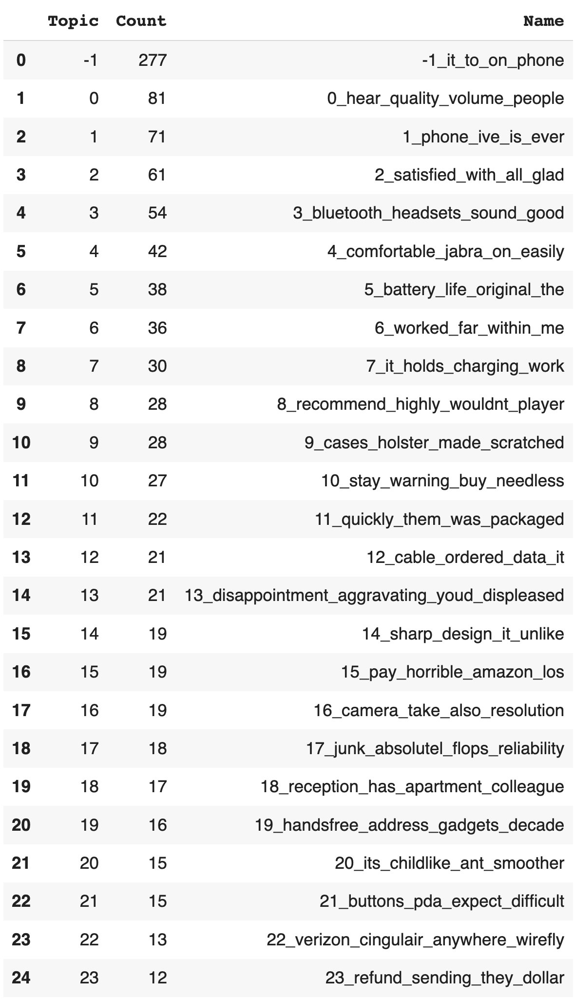 Topic Count Name
0 -1 277 -1_it_to_on_phone
1 0 81 0_hear_quality_volume_people
2 1 71 1_phone_ive_is_ever
3 2 61 2_satisfied_with_all_glad
4 3 54 3_bluetooth_headsets_sound_good
5 4 42 4_comfortable_jabra_on_easily
6 5 38 5_battery_life_original_the
7 6 36 6_worked_far_within_me
8 7 30 7_it_holds_charging_work
9 8 28 8_recommend_highly_wouldnt_player
10 9 28 9_cases_holster_made_scratched
11 10 27 10_stay_warning_buy_needless
12 11 22 11_quickly_them_was_packaged
13 12 21 12_cable_ordered_data_it
14 13 21 13_disappointment_aggravating_youd_displeased
15 14 19 14_sharp_design_it_unlike
16 15 19 15_pay_horrible_amazon_los
17 16 19 16_camera_take_also_resolution
18 17 18 17_junk_absolutel_flops_reliability
19 18 17 18_reception_has_apartment_colleague
20 19 16 19_handsfree_address_gadgets_decade
21 20 15 20_its_childlike_ant_smoother
22 21 15 21_buttons_pda_expect_difficult
23 22 13 22_verizon_cingulair_anywhere_wirefly
24 23 12 23_refund_sending_they_dollar